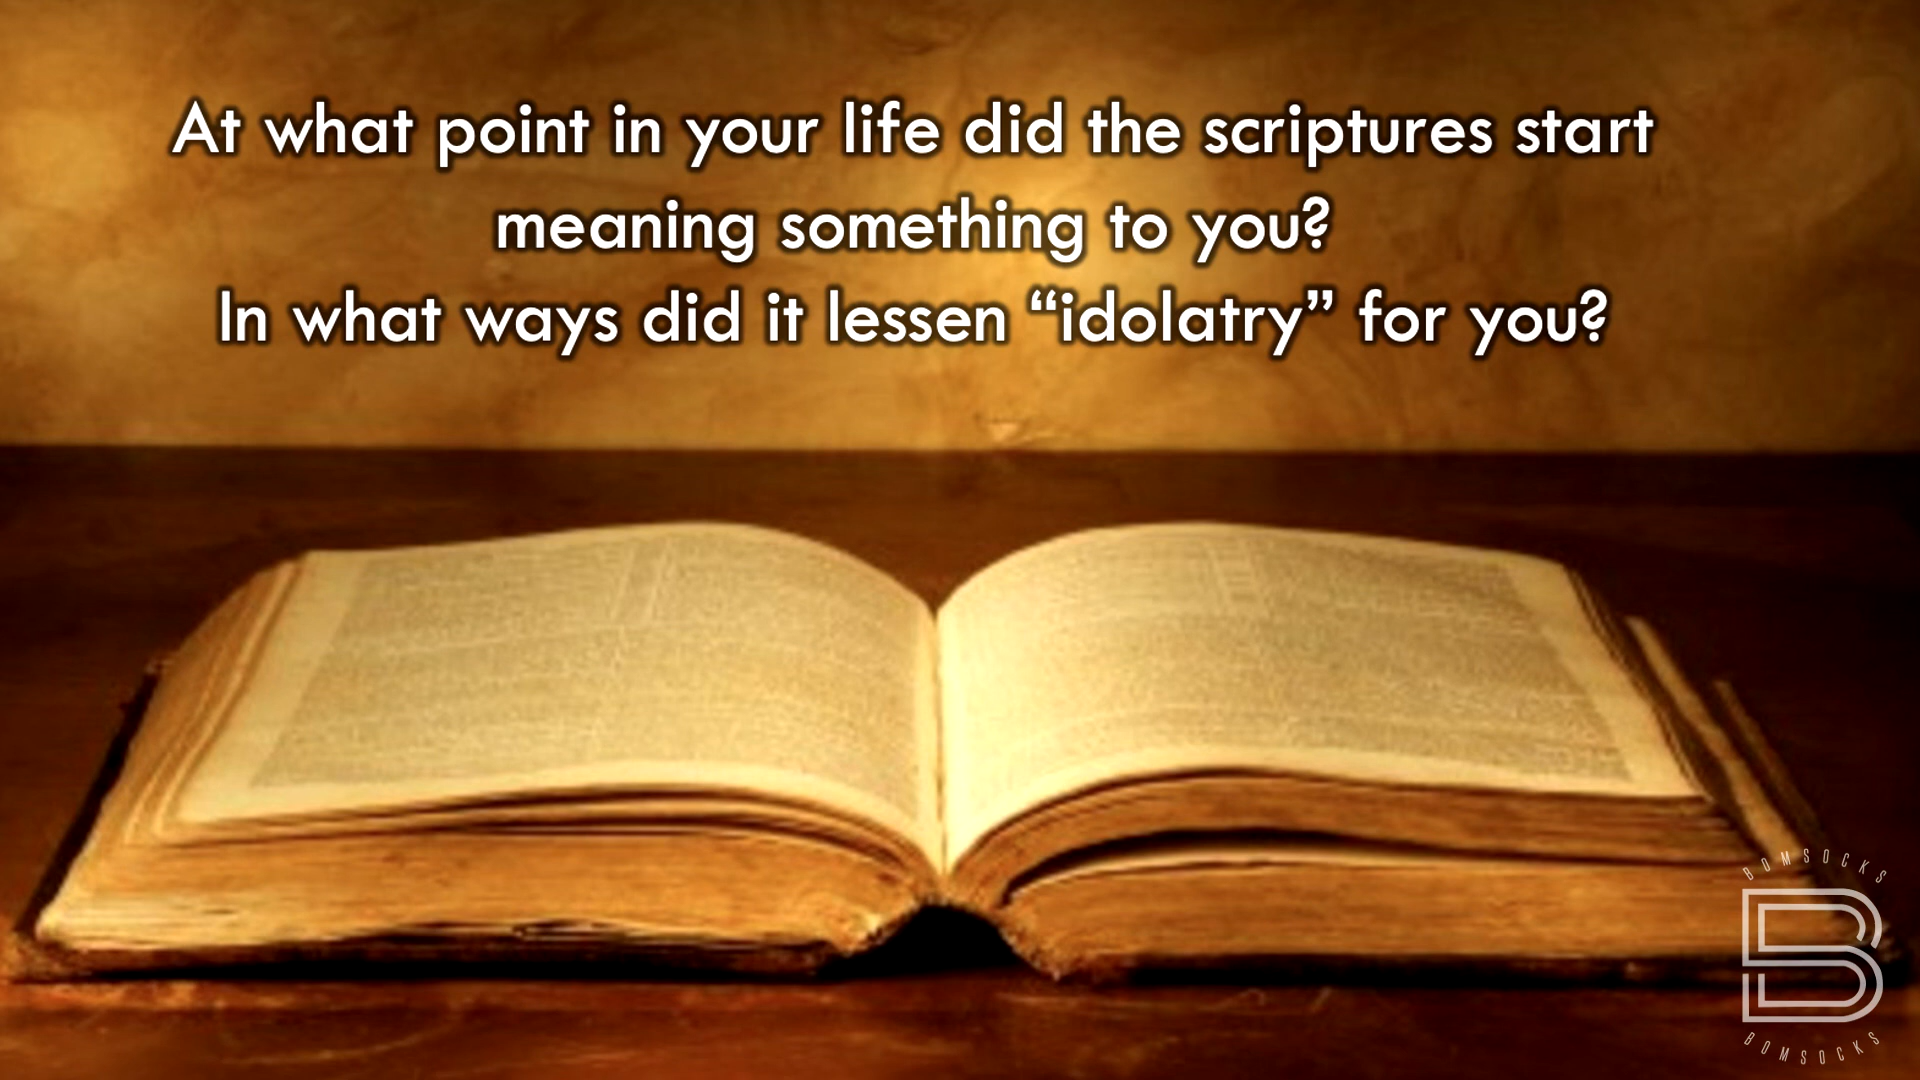 At what point in your life did the scriptures start
meaning something to you?
In what ways did it lessen “idolatry” for you?
BOMSOCKS
BOMSOCKS